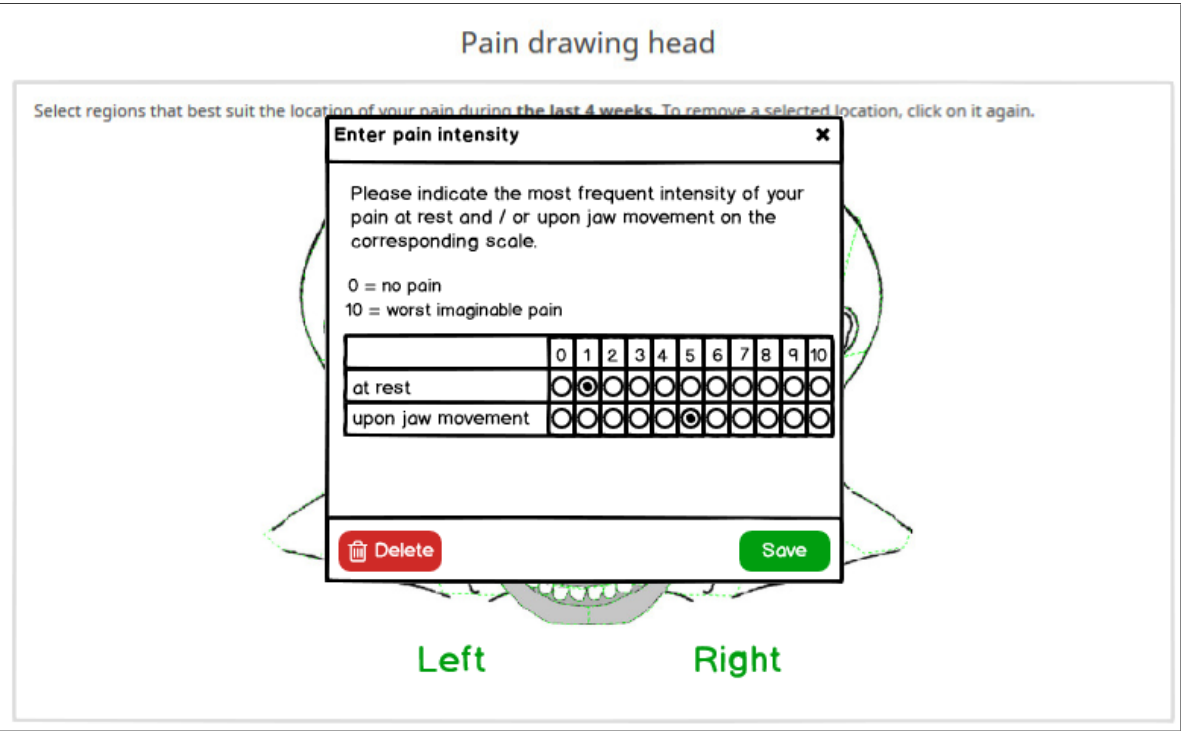 Pain drawing head
Select regions that best suit the location of your pain during the last 4 weeks. To remove a selected location, click on it again.
Enter pain intensity
Please indicate the most frequent intensity of your
pain at rest and / or upon jaw movement on the
corresponding scale.
0 = no pain
10 = worst imaginable pain
0 1 2 3 4 5 6 7 8 9 10
at rest
upon jaw movement
Delete Save
Left Right